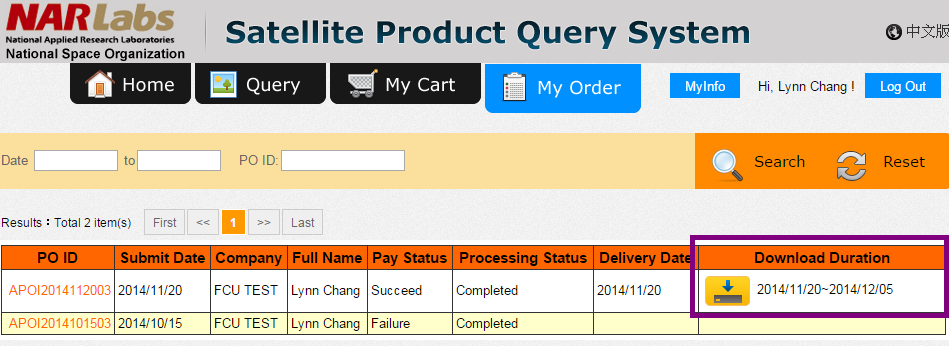 NARLabs
National Applied Research Laboratories
National Space Organization
Satellite Product Query System
中文版
Home Query My Cart My Order MyInfo Hi, Lynn Chang ! Log Out
Date to PO ID: Search Reset
Results：Total 2 item(s) First << 1 >> Last
PO ID Submit Date Company Full Name Pay Status Processing Status Delivery Date Download Duration
APOI2014112003 2014/11/20 FCU TEST Lynn Chang Succeed Completed 2014/11/20 2014/11/20~2014/12/05
APOI2014101503 2014/10/15 FCU TEST Lynn Chang Failure Completed